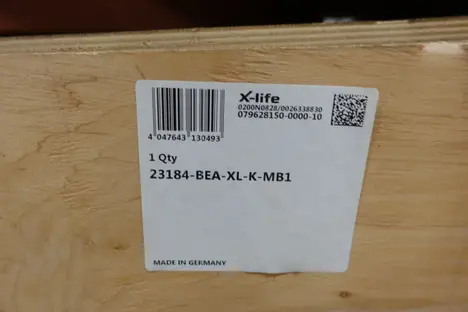 X-life
0200N0828/0026338830
079628150-0000-10
4 047643 130493
1 Qty
23184-BEA-XL-K-MB1
MADE IN GERMANY